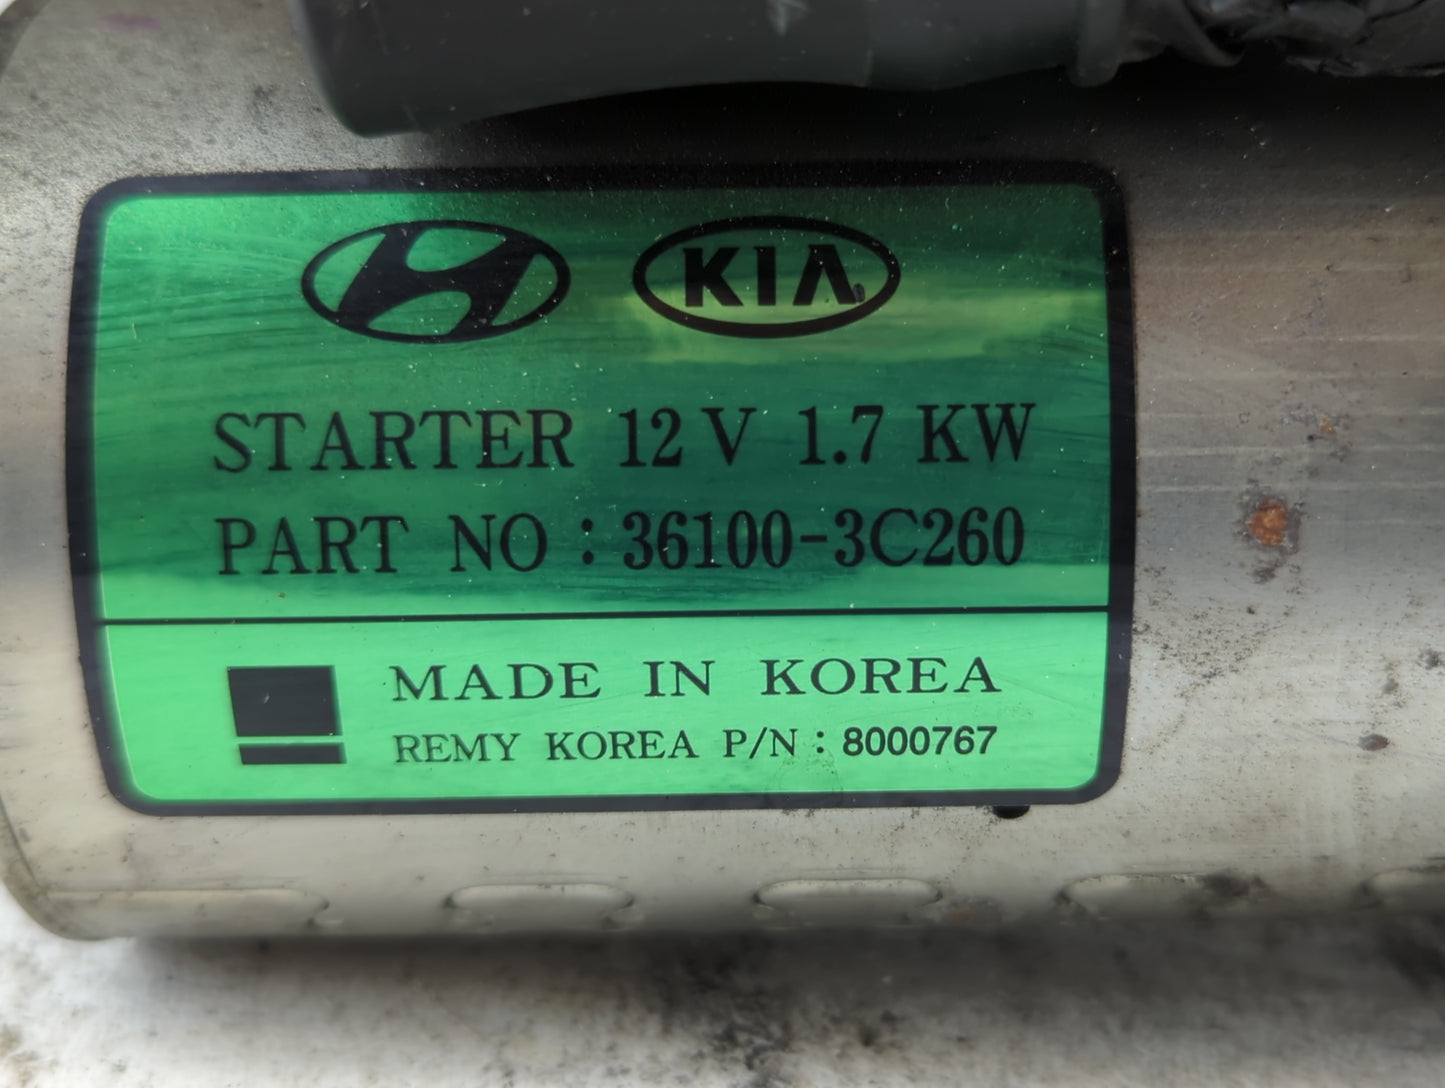 KIA
STARTER 12 V 1.7 KW
PART NO : 36100-3C260
MADE IN KOREA
REMY KOREA P/N : 8000767